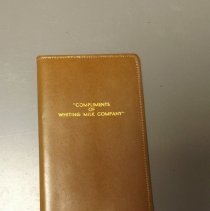 "COMPLIMENTS
OF
WHITING MILK COMPANY"